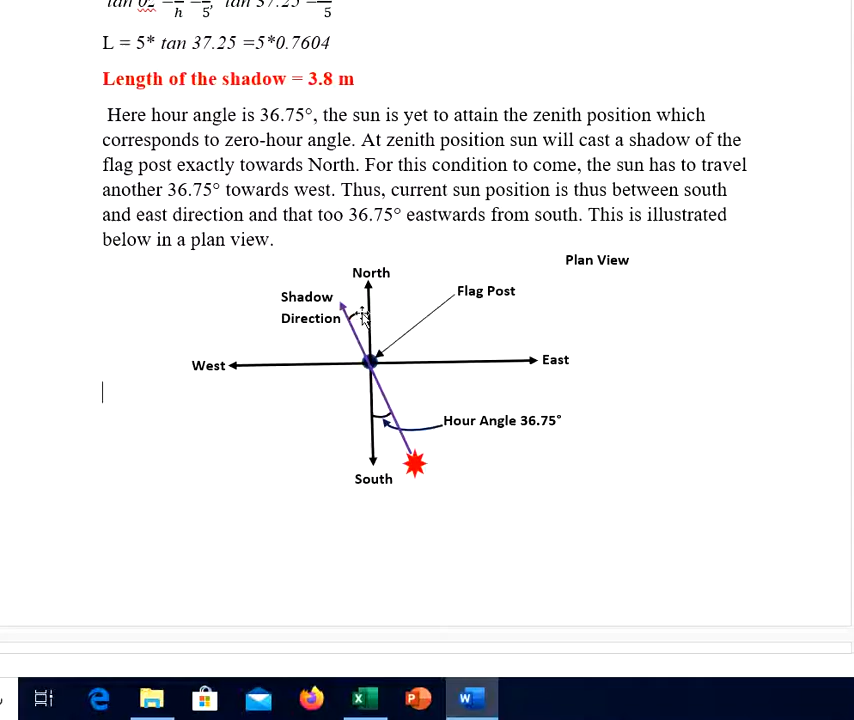 L = 5* tan 37.25 =5*0.7604
Length of the shadow = 3.8 m
Here hour angle is 36.75°, the sun is yet to attain the zenith position which
corresponds to zero-hour angle. At zenith position sun will cast a shadow of the
flag post exactly towards North. For this condition to come, the sun has to travel
another 36.75° towards west. Thus, current sun position is thus between south
and east direction and that too 36.75° eastwards from south. This is illustrated
below in a plan view.
Plan View
North
Shadow
Direction
Flag Post
West
East
Hour Angle 36.75°
South